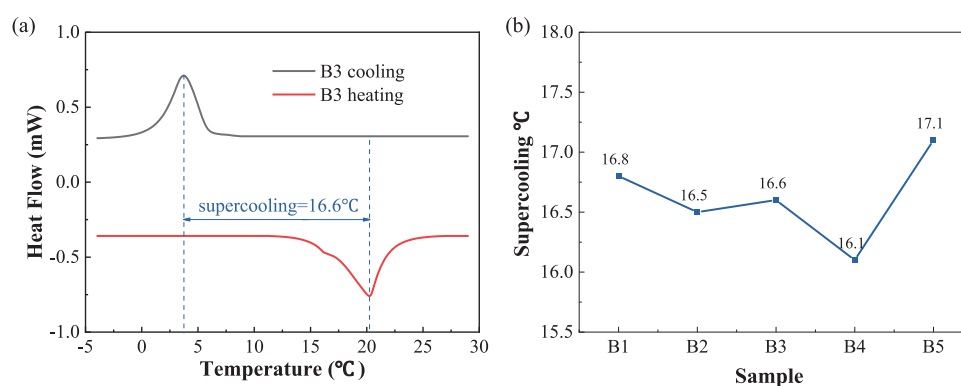 (a)
1.0
0.5
0.0
-0.5
-1.0
Heat Flow (mW)
B3 cooling
B3 heating
supercooling=16.6℃
-5 0 5 10 15 20 25 30
Temperature (℃)
(b)
18.0
17.5
17.0
16.5
16.0
15.5
Supercooling ℃
16.8
16.5
16.6
16.1
17.1
B1 B2 B3 B4 B5
Sample